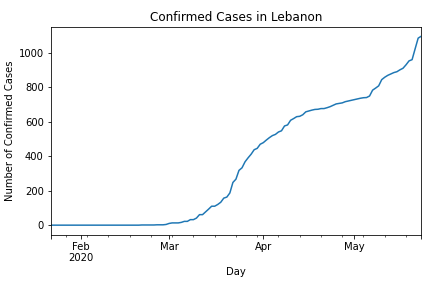 Confirmed Cases in Lebanon
Number of Confirmed Cases
1000
800
600
400
200
0
Feb
2020
Mar
Apr
May
Day